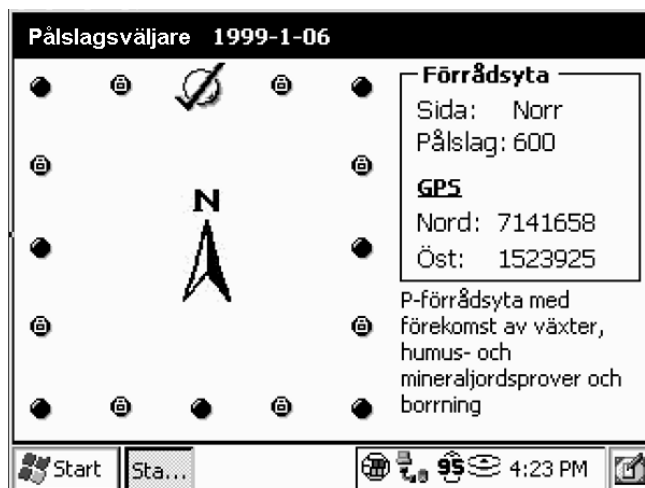 Pålslagsväljare 1999-1-06
Förrådsyta
Sida: Norr
Pålslag: 600
GPS
Nord: 7141658
Öst: 1523925
N
P-förrådsyta med
förekomst av växter,
humus- och
mineraljordsprover och
borrning
Start Sta... 95 4:23 PM